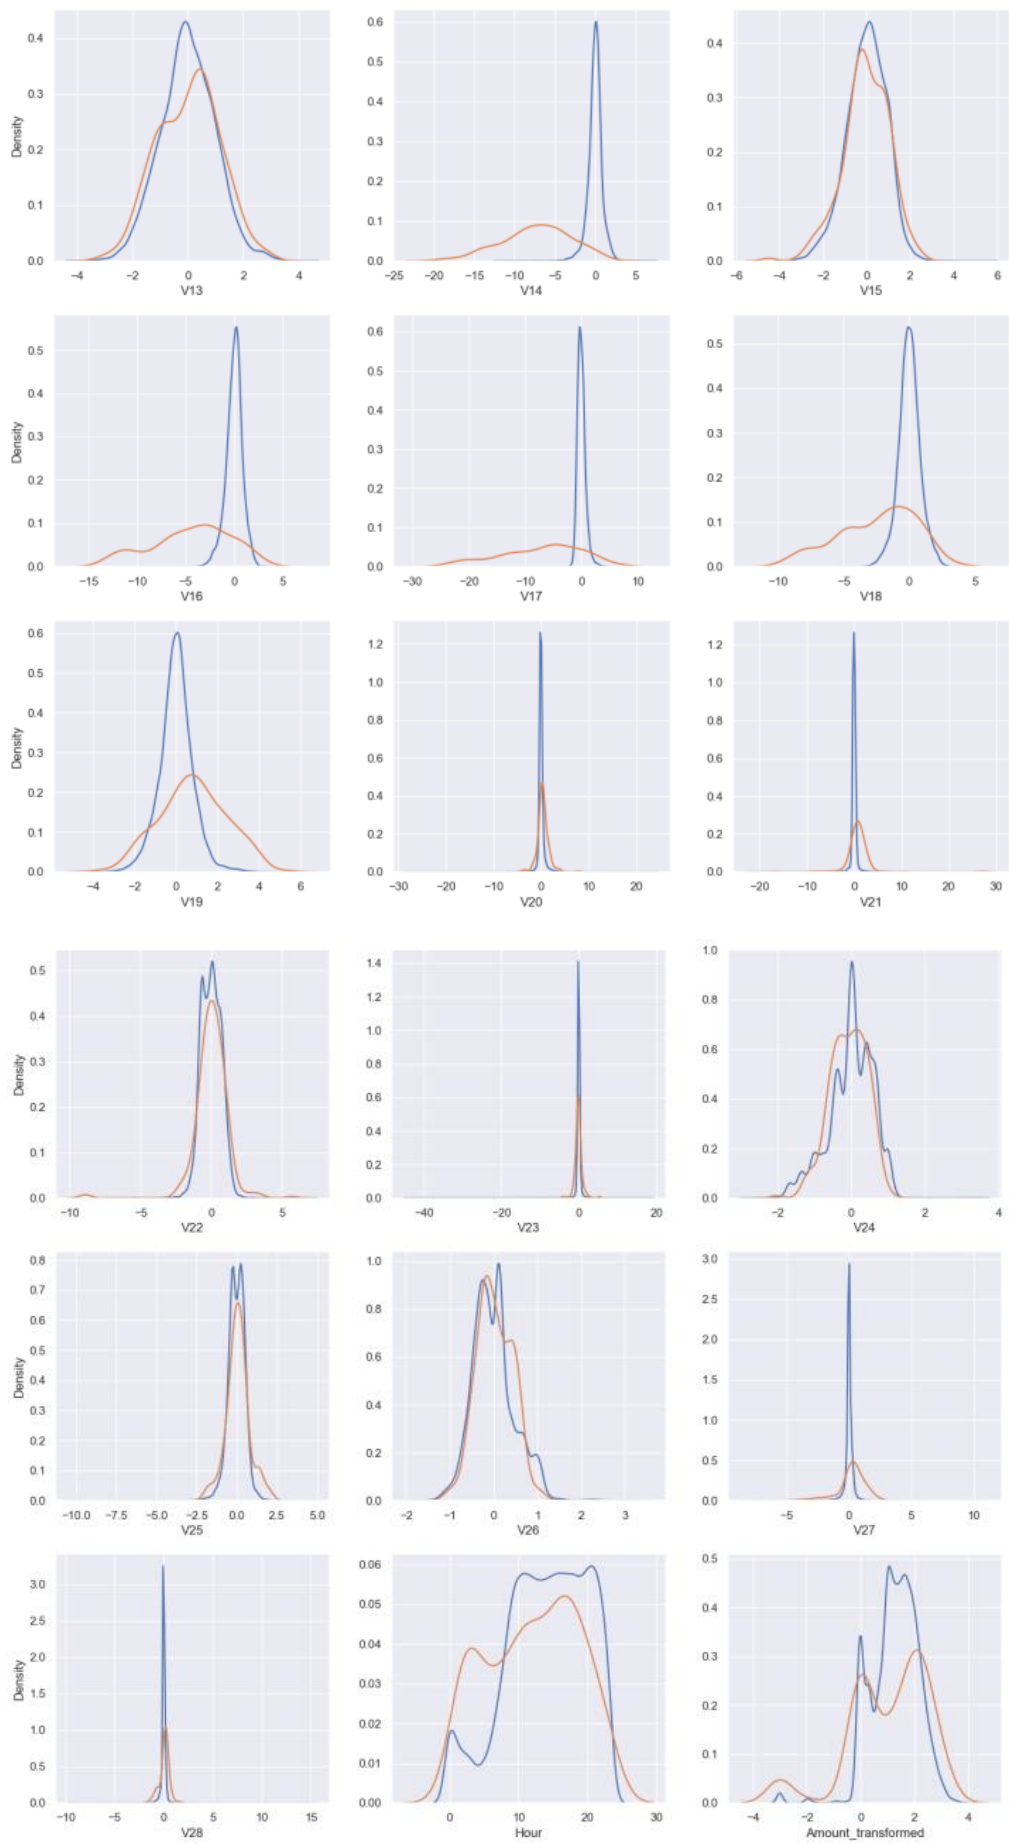 Density
0.4
0.3
0.2
0.1
0.0
−4 −2 0 2 4
V13
0.6
0.5
0.4
0.3
0.2
0.1
0.0
−25 −20 −15 −10 −5 0 5
V14
0.4
0.3
0.2
0.1
0.0
−6 −4 −2 0 2 4 6
V15
Density
0.5
0.4
0.3
0.2
0.1
0.0
−15 −10 −5 0 5
V16
0.6
0.5
0.4
0.3
0.2
0.1
0.0
−30 −20 −10 0 10
V17
0.5
0.4
0.3
0.2
0.1
0.0
−10 −5 0 5
V18
Density
0.6
0.5
0.4
0.3
0.2
0.1
0.0
−4 −2 0 2 4 6
V19
1.2
1.0
0.8
0.6
0.4
0.2
0.0
−30 −20 −10 0 10 20
V20
1.2
1.0
0.8
0.6
0.4
0.2
0.0
−20 −10 0 10 20 30
V21
Density
0.5
0.4
0.3
0.2
0.1
0.0
−10 −5 0 5
V22
1.4
1.2
1.0
0.8
0.6
0.4
0.2
0.0
−40 −20 0 20
V23
1.0
0.8
0.6
0.4
0.2
0.0
−2 0 2 4
V24
Density
0.8
0.7
0.6
0.5
0.4
0.3
0.2
0.1
0.0
−10.0 −7.5 −5.0 −2.5 0.0 2.5 5.0
V25
1.0
0.8
0.6
0.4
0.2
0.0
−2 −1 0 1 2 3
V26
3.0
2.5
2.0
1.5
1.0
0.5
0.0
−5 0 5 10
V27
Density
3.0
2.5
2.0
1.5
1.0
0.5
0.0
−10 −5 0 5 10 15
V28
0.06
0.05
0.04
0.03
0.02
0.01
0.00
0 10 20 30
Hour
0.5
0.4
0.3
0.2
0.1
0.0
−4 −2 0 2 4
Amount_transformed